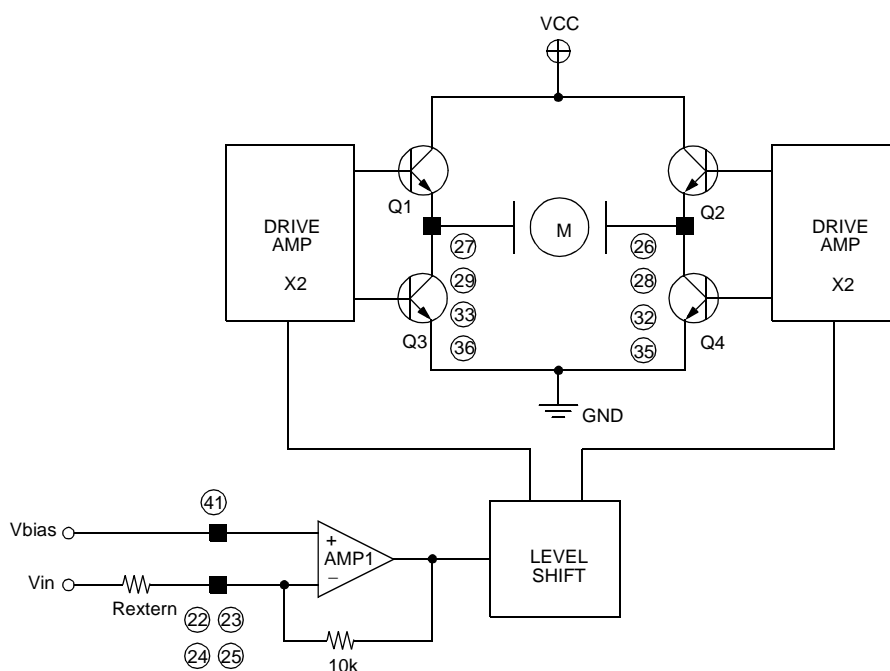 VCC
Q1
Q2
DRIVE
AMP
X2
M
DRIVE
AMP
X2
27
26
29
28
33
32
36
35
Q3
Q4
GND
41
Vbias
+
AMP1
−
LEVEL
SHIFT
Vin
Rextern
22 23
24 25
10k